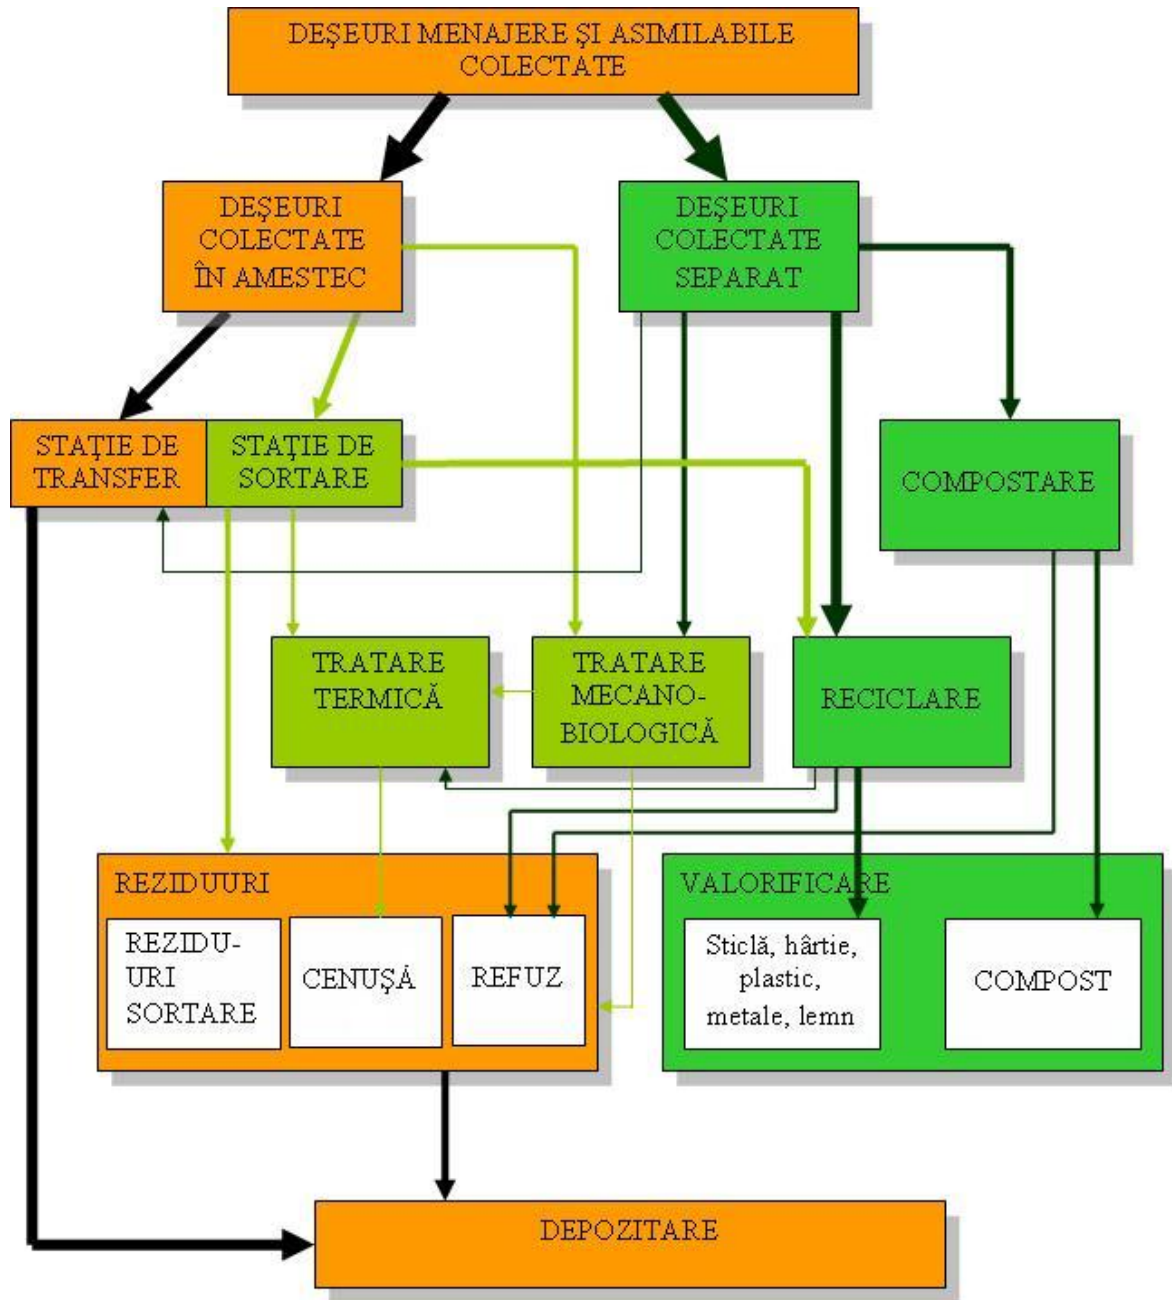 DEŞEURI MENAJERE ŞI ASIMILABILE
COLECTATE
DEŞEURI
COLECTATE
ÎN AMESTEC
DEŞEURI
COLECTATE
SEPARAT
STAŢIE DE
TRANSFER
STAŢIE DE
SORTARE
COMPOSTARE
TRATARE
TERMICĂ
TRATARE
MECANO-
BIOLOGICĂ
RECICLARE
REZIDUURI
REZIDU-
URI
SORTARE
CENUŞĂ
REFUZ
VALORIFICARE
Sticlă, hârtie,
plastic,
metale, lemn
COMPOST
DEPOZITARE